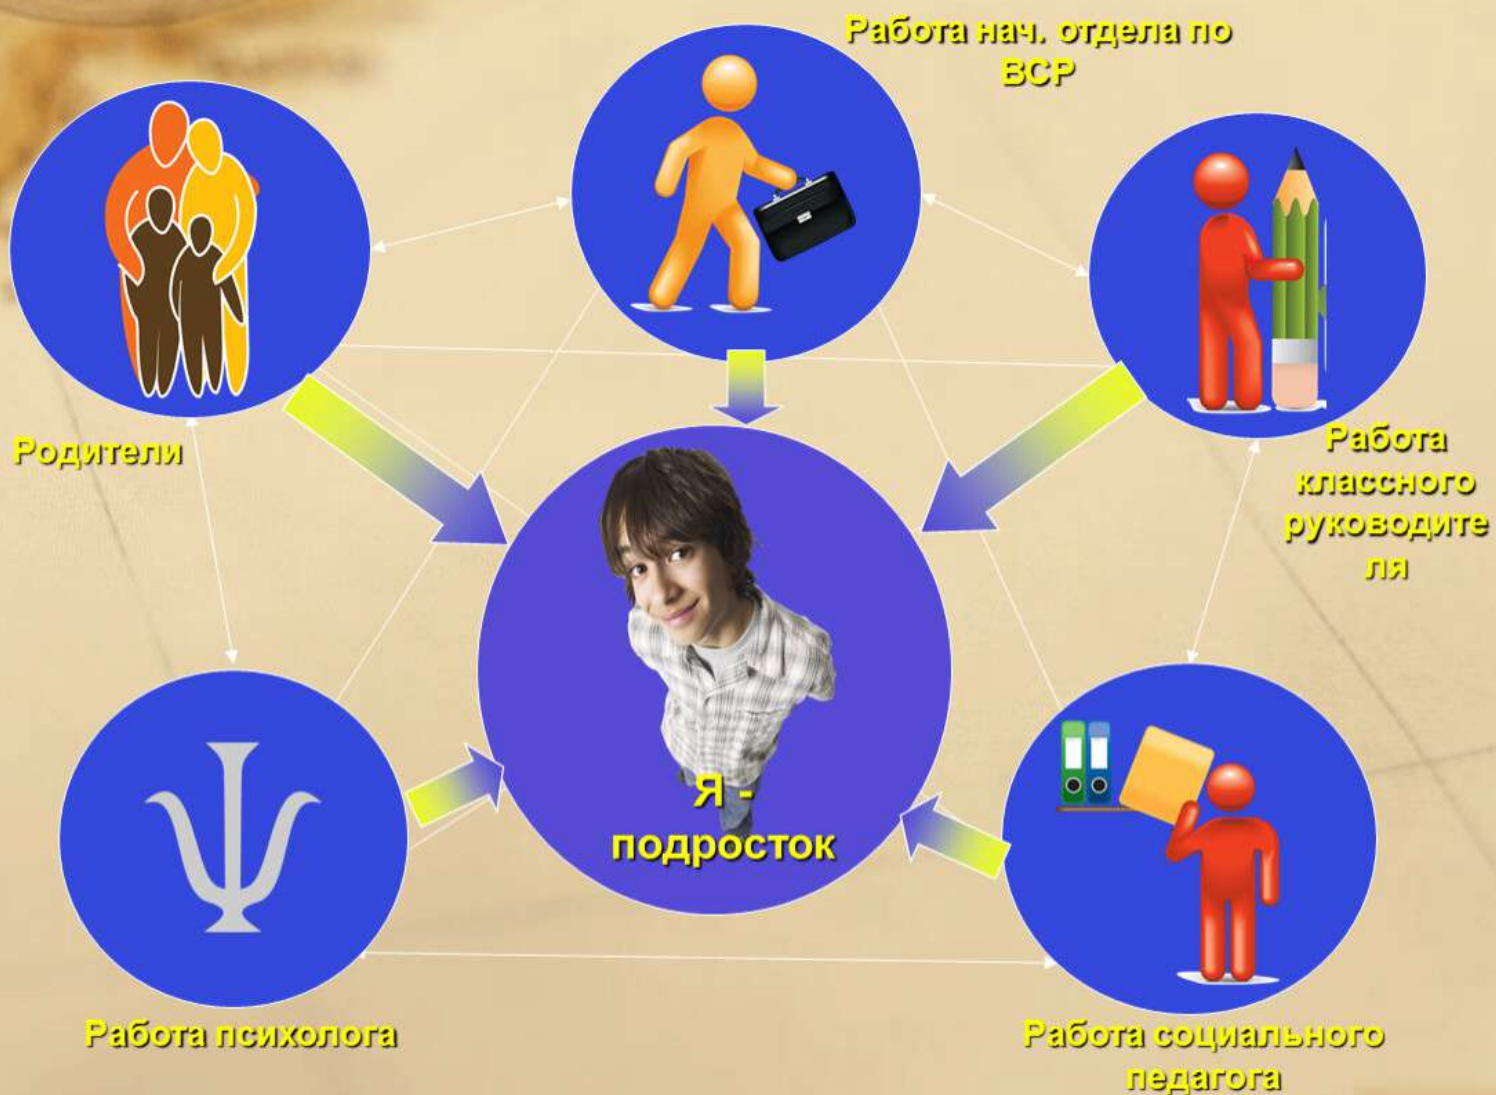 Работа нач. отдела по
ВСР
Родители
Работа
классного
руководите
ля
Я -
подросток
Работа психолога
Работа социального
педагога